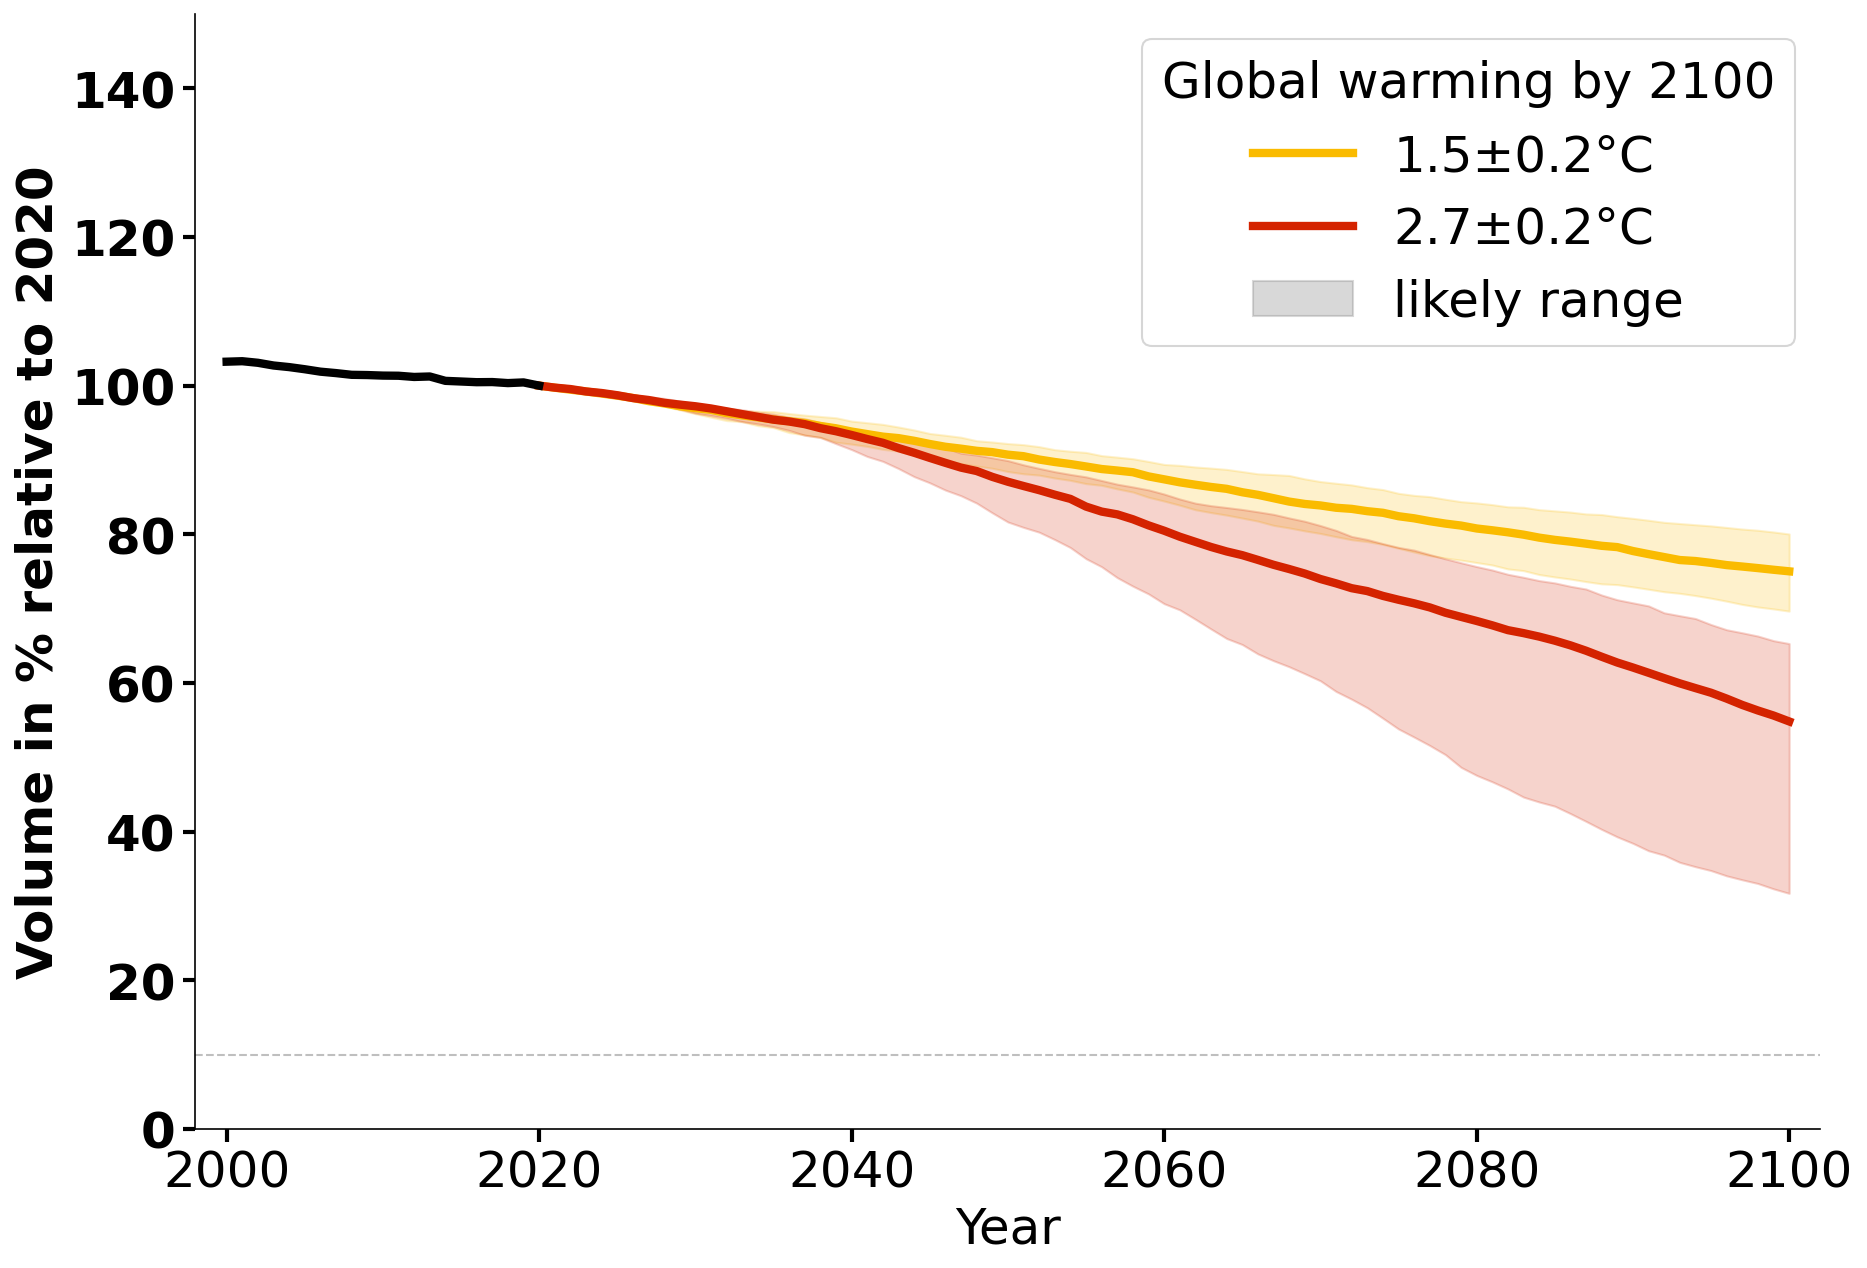 Volume in % relative to 2020
140
120
100
80
60
40
20
0
Global warming by 2100
1.5±0.2°C
2.7±0.2°C
likely range
2000 2020 2040 2060 2080 2100
Year